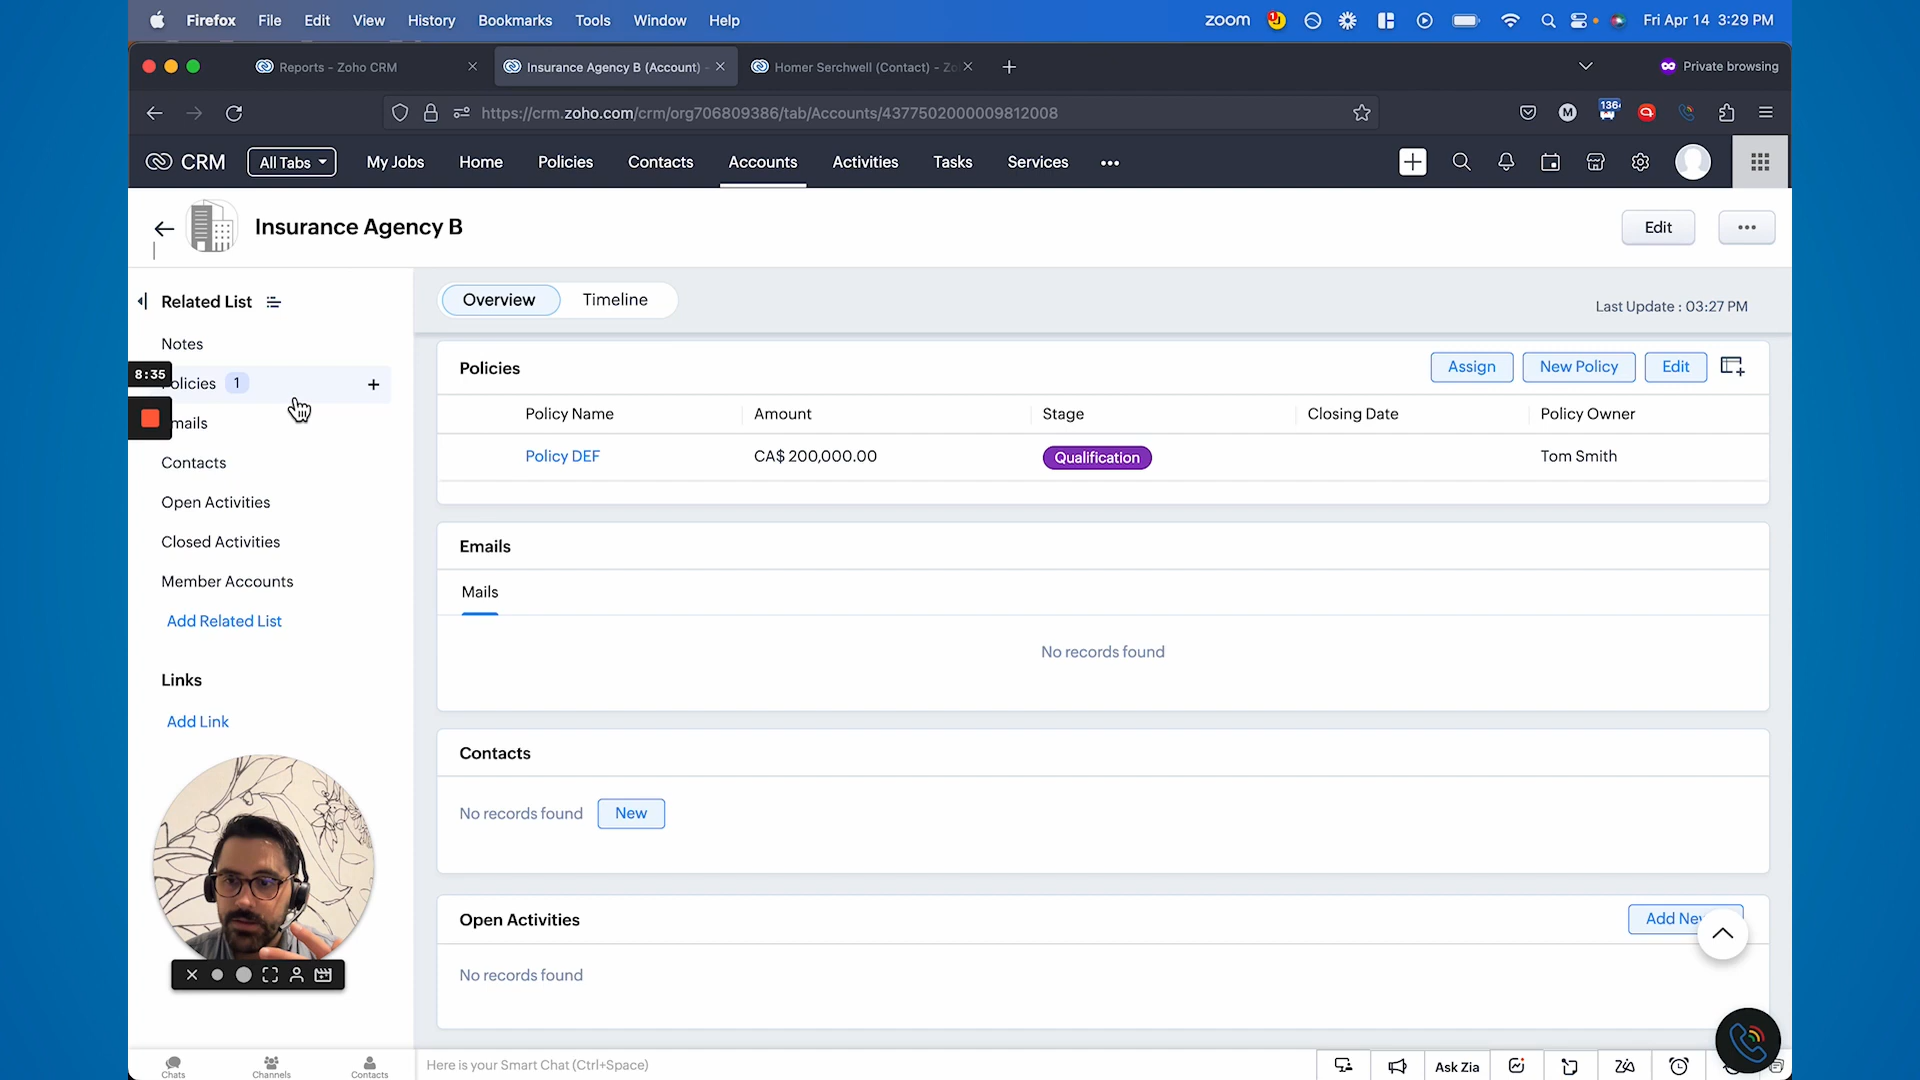 Firefox File Edit View History Bookmarks Tools Window Help zoom Fri Apr 14 3:29 PM
Reports - Zoho CRM Insurance Agency B (Account) - Homer Serchwell (Contact) - Zo Private browsing
https://crm.zoho.com/crm/org706809386/tab/Accounts/4377502000009812008 M 136
CRM All Tabs My Jobs Home Policies Contacts Accounts Activities Tasks Services
Insurance Agency B Edit
Related List Overview Timeline Last Update : 03:27 PM
Notes
8:35
olicies 1
mails
Contacts
Open Activities
Closed Activities
Member Accounts
Add Related List
Links
Add Link
Policies Assign New Policy Edit
Policy Name Amount Stage Closing Date Policy Owner
Policy DEF CA$ 200,000.00 Qualification Tom Smith
Emails
Mails
No records found
Contacts
No records found New
Open Activities Add New
No records found
Chats Channels Contacts Here is your Smart Chat (Ctrl+Space) Ask Zia